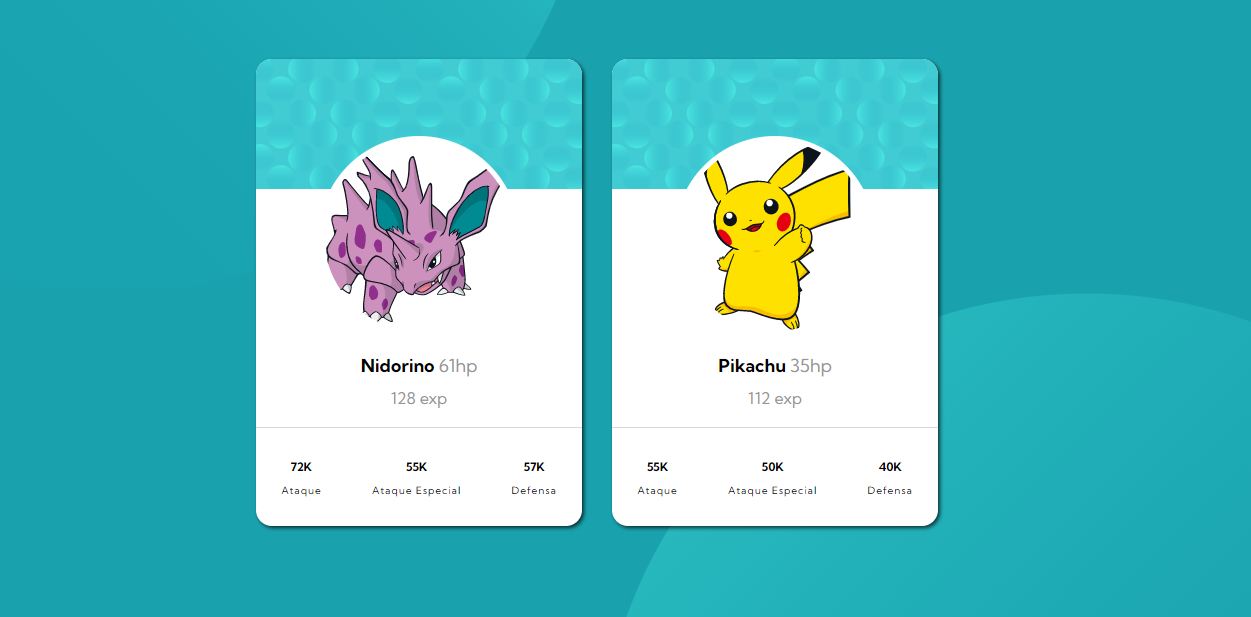 Nidorino 61hp
128 exp
72K 55K 57K
Ataque Ataque Especial Defensa
Pikachu 35hp
112 exp
55K 50K 40K
Ataque Ataque Especial Defensa